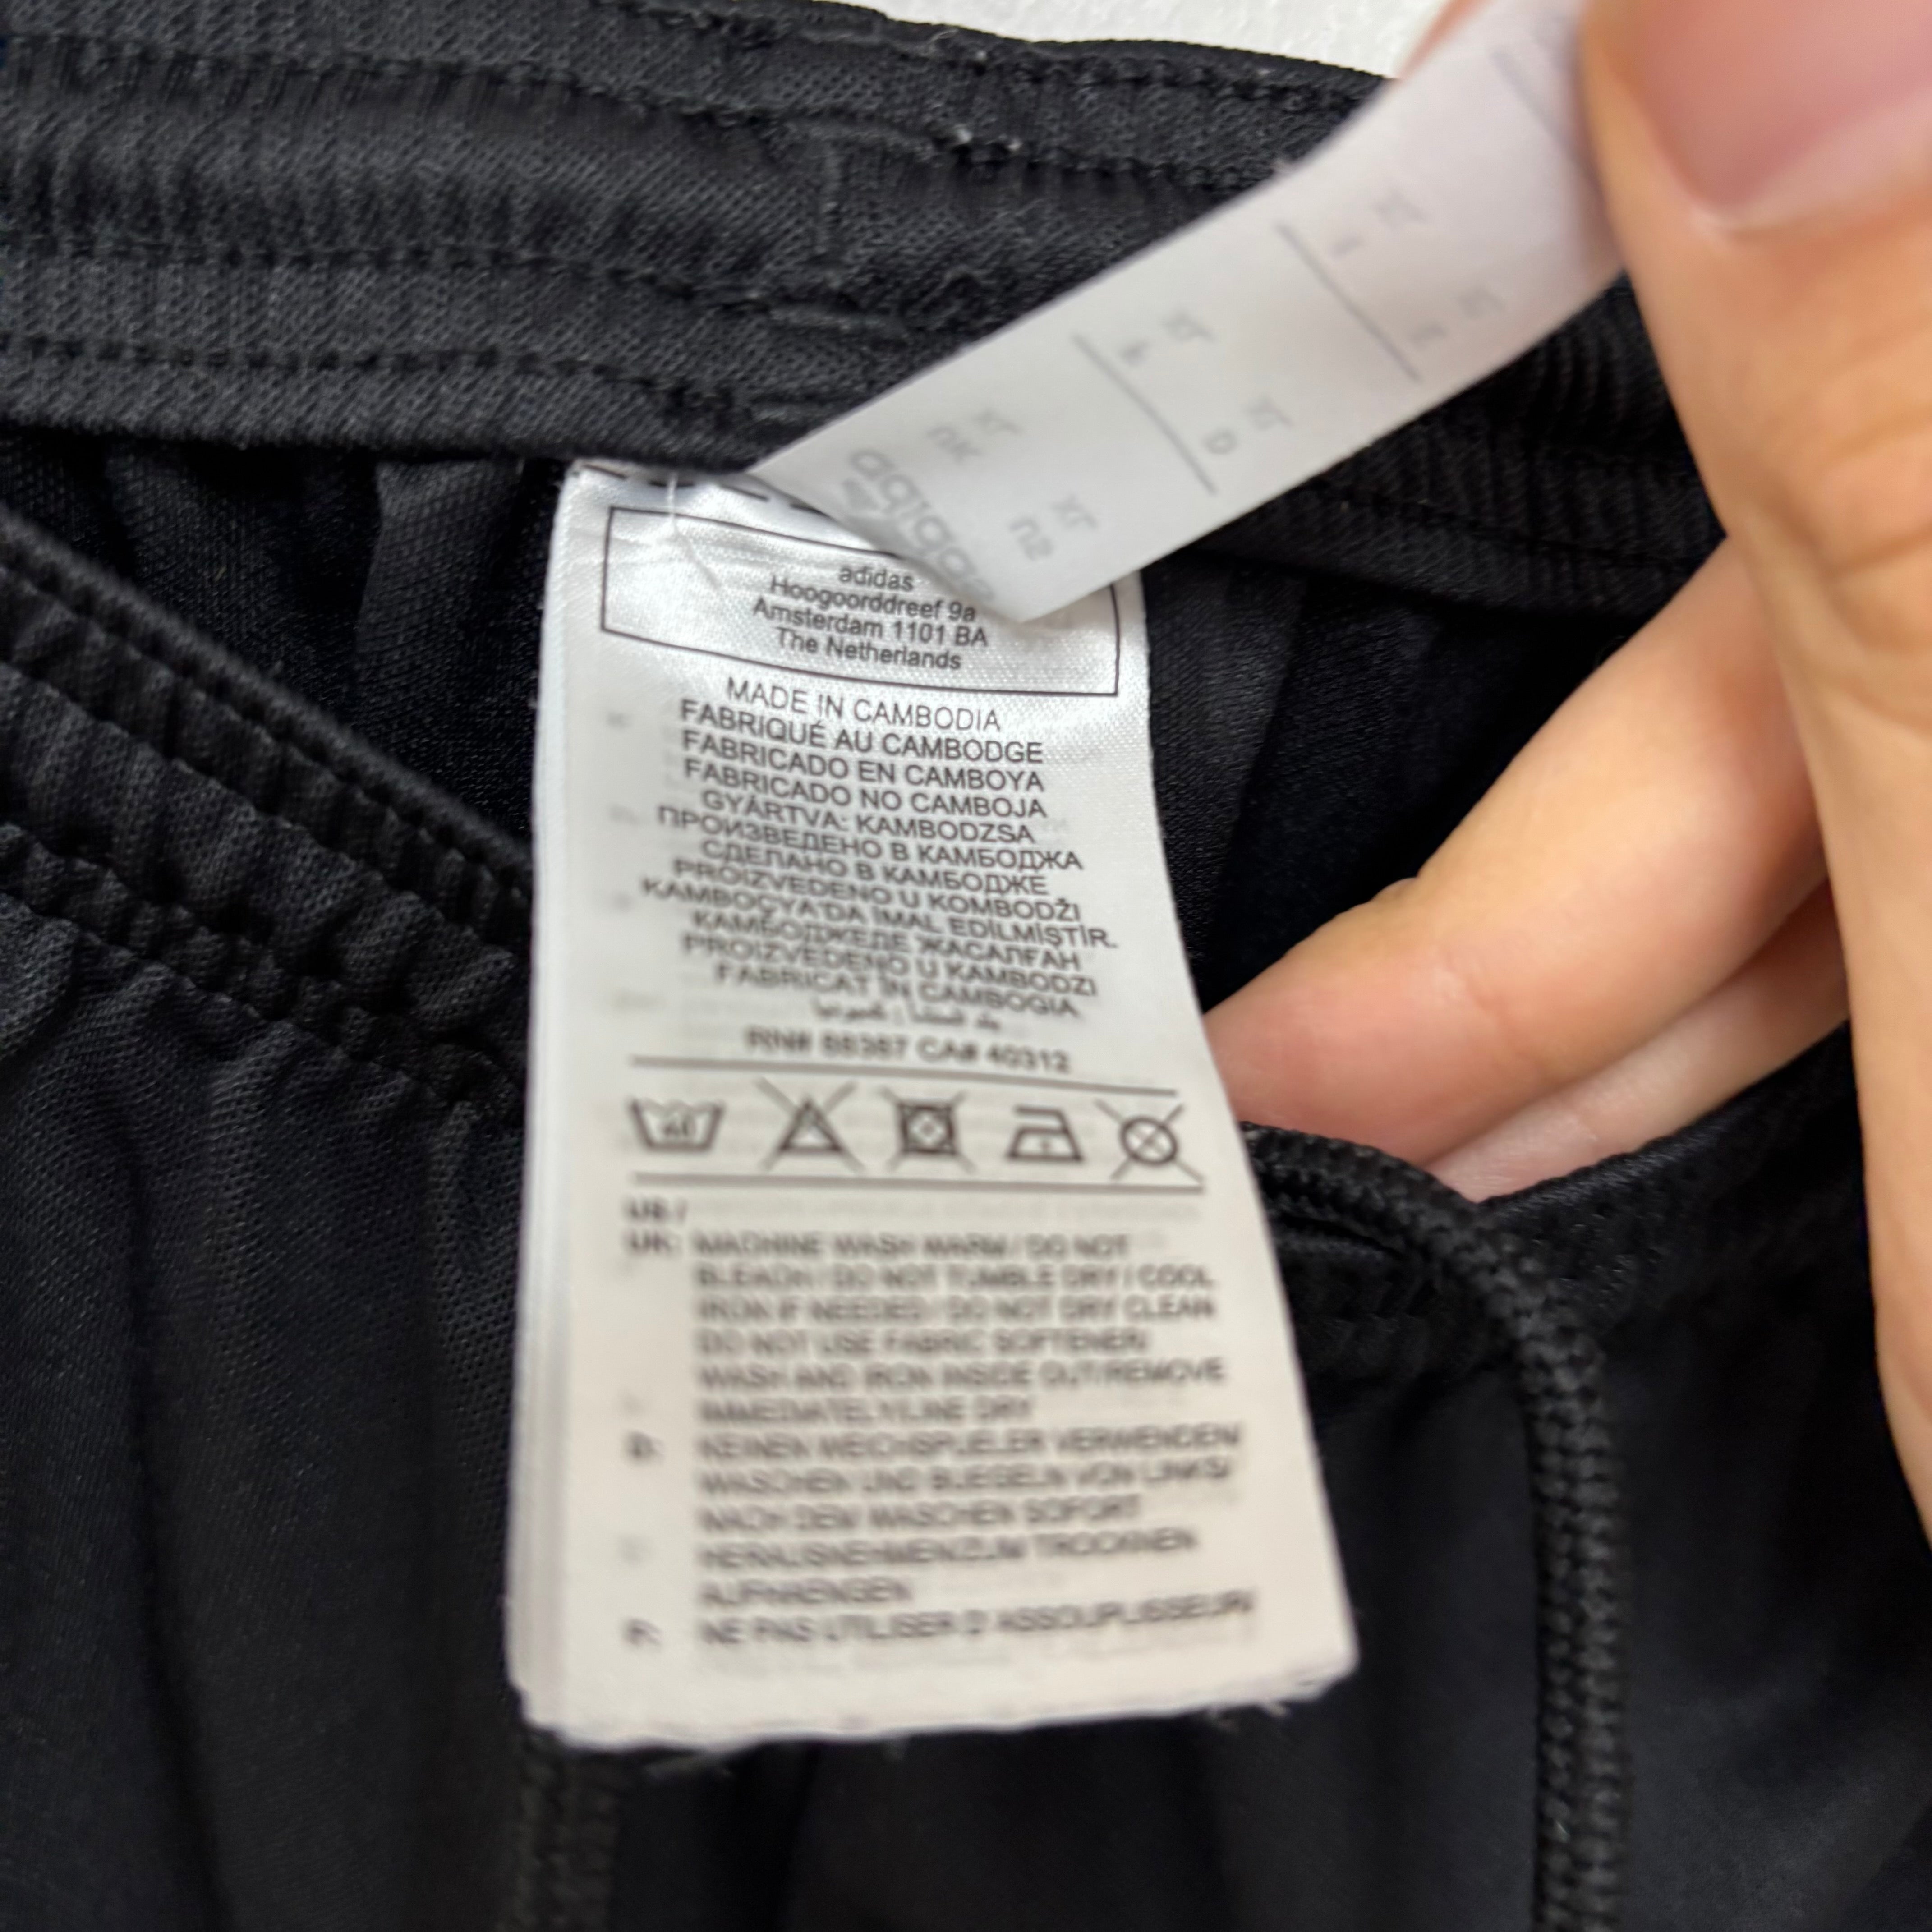 adidas
Hoogoorddreef 9a
Amsterdam 1101 BA
The Netherlands
MADE IN CAMBODIA
FABRIQUÉ AU CAMBODGE
FABRICADO EN CAMBOYA
FABRICADO NO CAMBOJA
GYÁRTVA: KAMBODZSA
ПРОИЗВЕДЕНО В КАМБОДЖА
СДЕЛАНО В КАМБОДЖЕ
PROIZVEDENO U KOMBODŽI
KAMBOÇYA'DA İMAL EDİLMİŞTİR.
КАМБОДЖЕДЕ ЖАСАЛҒАН
PROIZVEDENO U KAMBODZI
FABRICAT ÎN CAMBOGIA
RN# 88387 CA# 40312
40
US /
UK: MACHINE WASH WARM / DO NOT
BLEACH / DO NOT TUMBLE DRY / COOL
IRON IF NEEDED / DO NOT DRY CLEAN
DO NOT USE FABRIC SOFTENER/
WASH AND IRON INSIDE OUT/REMOVE
IMMEDIATELY/LINE DRY
D: KEINEN WEICHSPUELER VERWENDEN/
WASCHEN UND BUEGELN VON LINKS/
NACH DEM WASCHEN SOFORT
HERAUSNEHMEN/ZUM TROCKNEN
AUFHAENGEN
F: NE PAS UTILISER D ASSOUPLISSEUR/